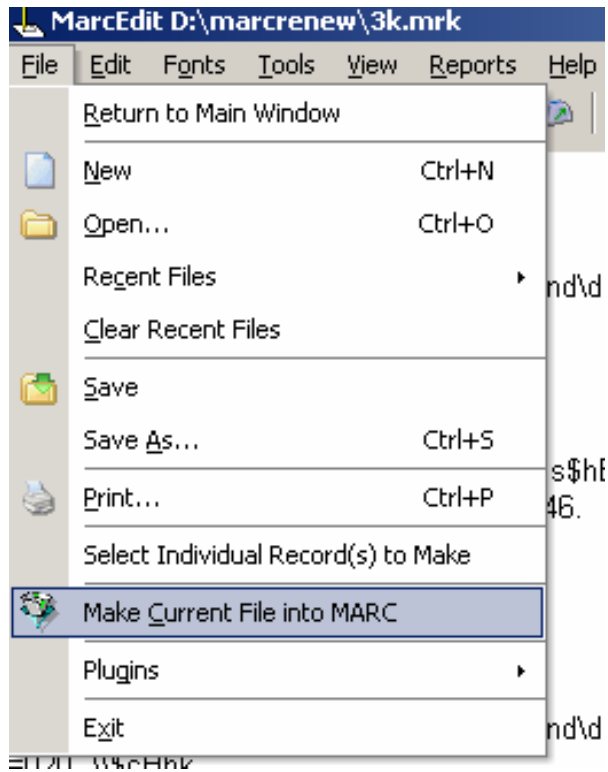 MarcEdit D:\marcrenew\3k.mrk
File Edit Fonts Tools View Reports Help
Return to Main Window
New Ctrl+N
Open... Ctrl+O
Recent Files
nd\d
Clear Recent Files
Save
Save As... Ctrl+S
s$hE
Print... Ctrl+P
46.
Select Individual Record(s) to Make
Make Current File into MARC
Plugins
Exit
nd\d
=020 \\$cHbk